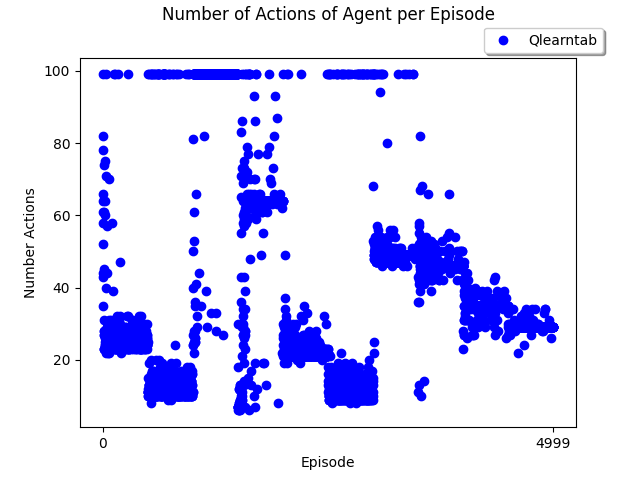 Number of Actions of Agent per Episode
Qlearntab
100
80
60
40
20
Number Actions
0
4999
Episode